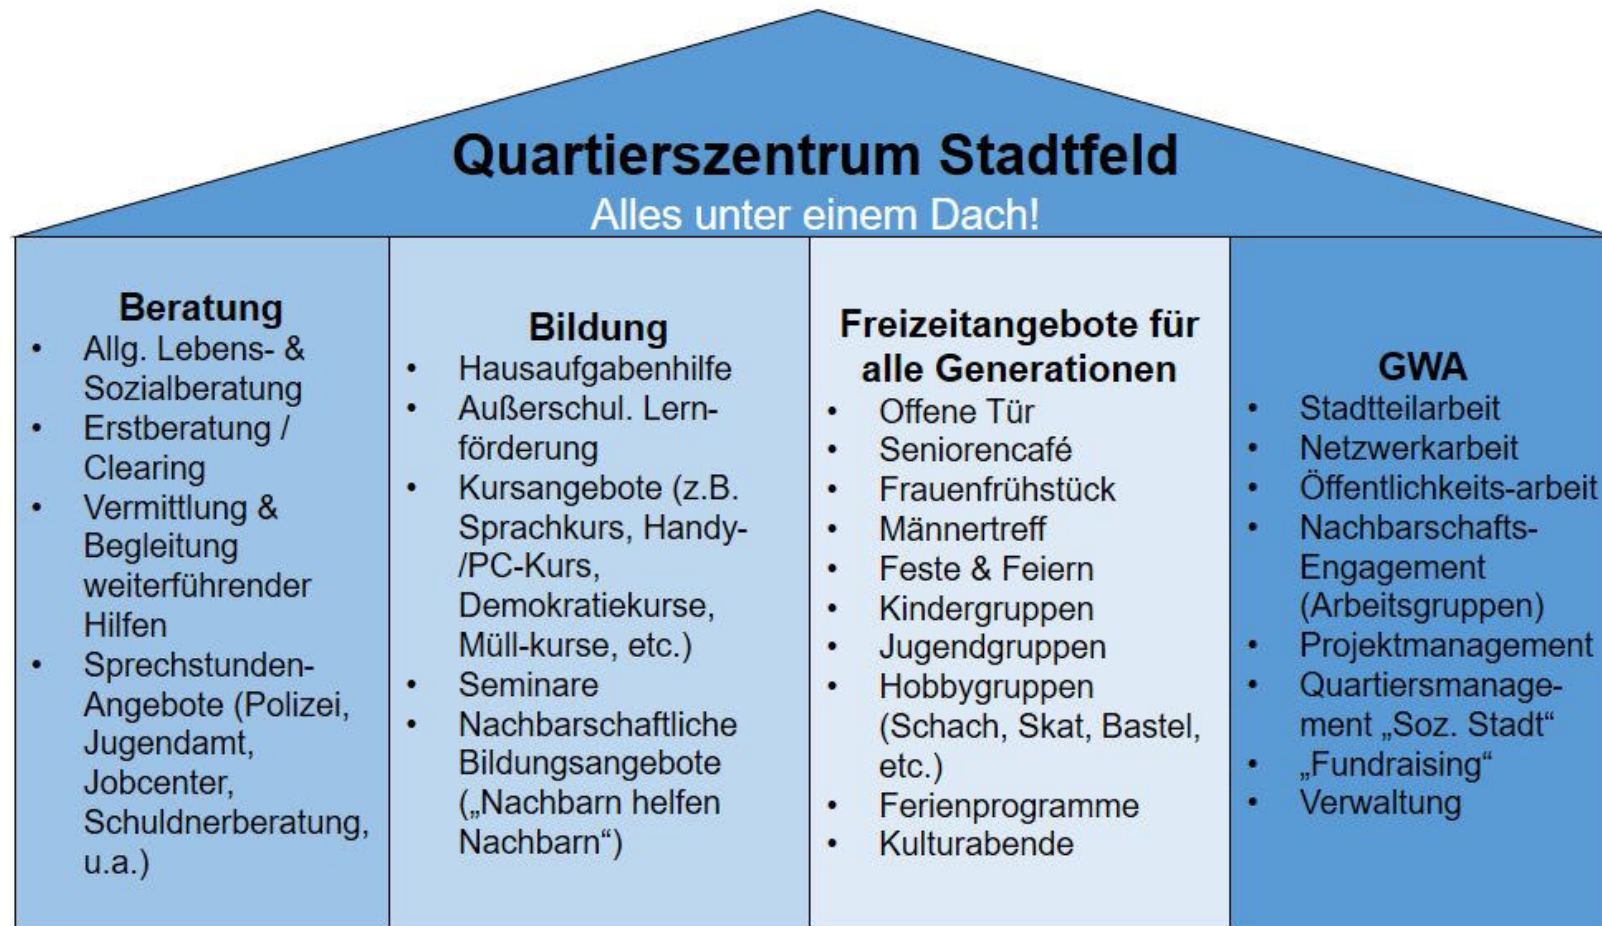 Quartierszentrum Stadtfeld
Alles unter einem Dach!
Beratung
• Allg. Lebens- &
Sozialberatung
• Erstberatung /
Clearing
• Vermittlung &
Begleitung
weiterführender
Hilfen
• Sprechstunden-
Angebote (Polizei,
Jugendamt,
Jobcenter,
Schuldnerberatung,
u.a.)
Bildung
• Hausaufgabenhilfe
• Außerschul. Lern-
förderung
• Kursangebote (z.B.
Sprachkurs, Handy-
/PC-Kurs,
Demokratiekurse,
Müll-kurse, etc.)
• Seminare
• Nachbarschaftliche
Bildungsangebote
(„Nachbarn helfen
Nachbarn“)
Freizeitangebote für
alle Generationen
• Offene Tür
• Seniorencafé
• Frauenfrühstück
• Männertreff
• Feste & Feiern
• Kindergruppen
• Jugendgruppen
• Hobbygruppen
(Schach, Skat, Bastel,
etc.)
• Ferienprogramme
• Kulturabende
GWA
• Stadtteilarbeit
• Netzwerkarbeit
• Öffentlichkeits-arbeit
• Nachbarschafts-
Engagement
(Arbeitsgruppen)
• Projektmanagement
• Quartiersmanage-
ment „Soz. Stadt“
• „Fundraising“
• Verwaltung